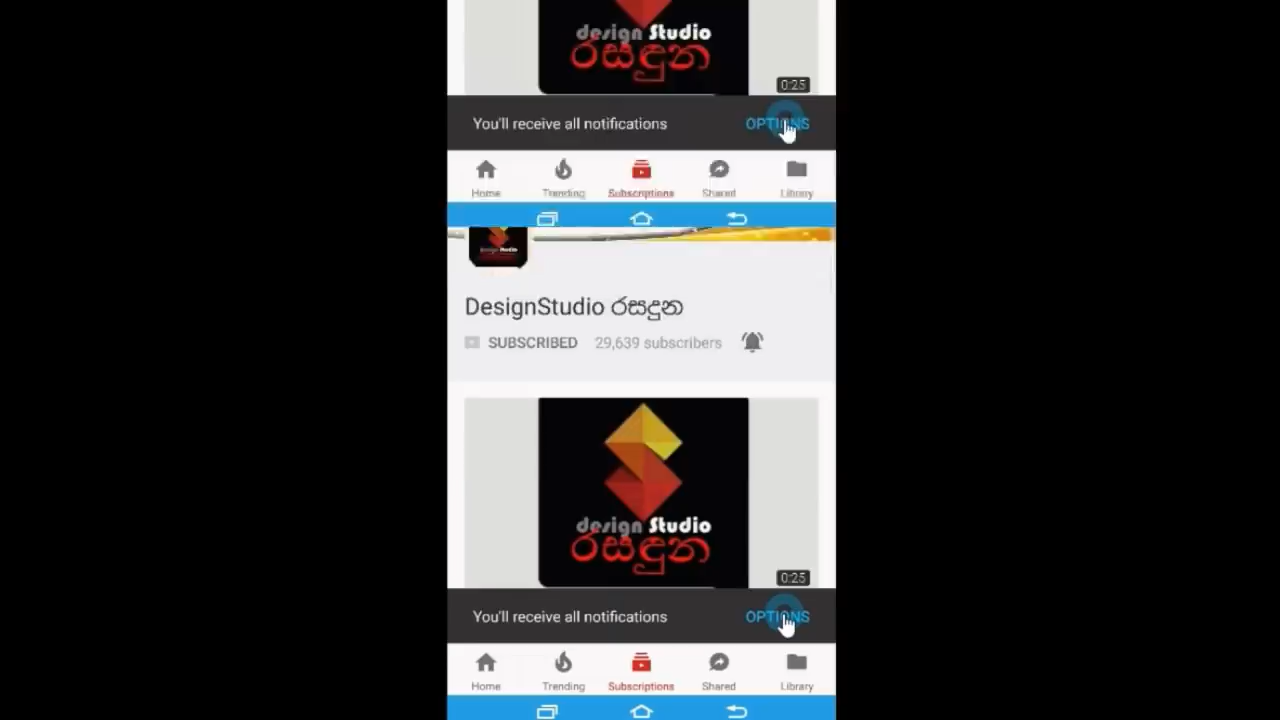 design Studio
රසඳුන
0:25
You'll receive all notifications OPTIONS
Home Trending Subscriptions Shared Library
design Studio
DesignStudio රසඳුන
SUBSCRIBED 29,639 subscribers
design Studio
රසඳුන
0:25
You'll receive all notifications OPTIONS
Home Trending Subscriptions Shared Library